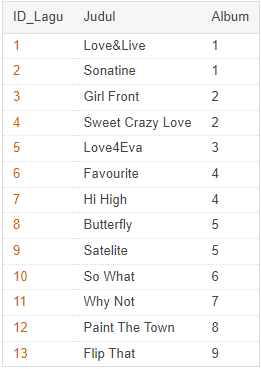 ID_Lagu Judul Album
1 Love&Live 1
2 Sonatine 1
3 Girl Front 2
4 Sweet Crazy Love 2
5 Love4Eva 3
6 Favourite 4
7 Hi High 4
8 Butterfly 5
9 Satelite 5
10 So What 6
11 Why Not 7
12 Paint The Town 8
13 Flip That 9